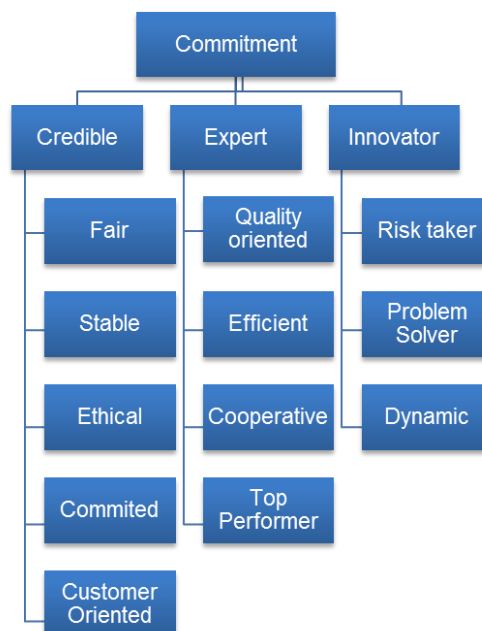 Commitment
Credible
Expert
Innovator
Fair
Stable
Ethical
Commited
Customer
Oriented
Quality
oriented
Efficient
Cooperative
Top
Performer
Risk taker
Problem
Solver
Dynamic